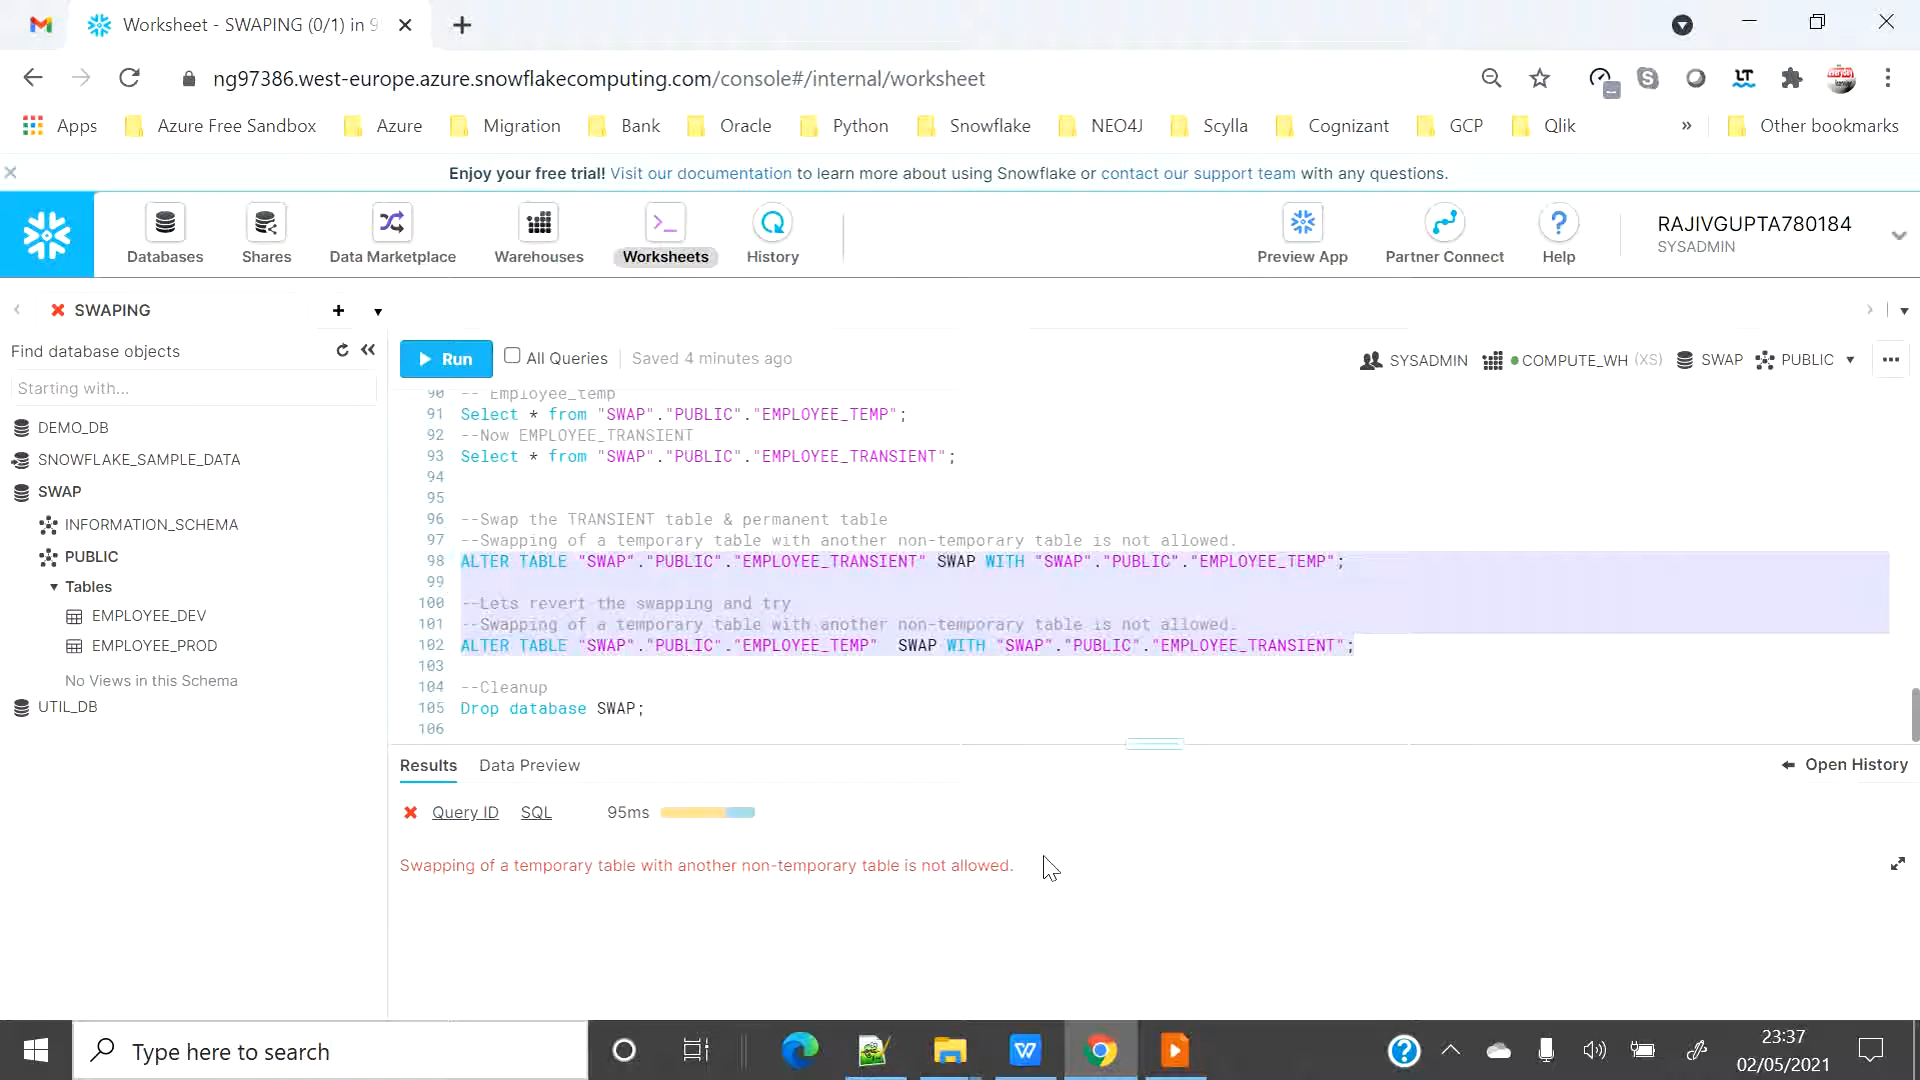 Worksheet - SWAPING (0/1) in 9
ng97386.west-europe.azure.snowflakecomputing.com/console#/internal/worksheet
Apps Azure Free Sandbox Azure Migration Bank Oracle Python Snowflake NEO4J Scylla Cognizant GCP Qlik » Other bookmarks
Enjoy your free trial! Visit our documentation to learn more about using Snowflake or contact our support team with any questions.
Databases Shares Data Marketplace Warehouses Worksheets History Preview App Partner Connect Help
RAJIVGUPTA780184
SYSADMIN
SWAPING
Find database objects
Starting with...
DEMO_DB
SNOWFLAKE_SAMPLE_DATA
SWAP
INFORMATION_SCHEMA
PUBLIC
Tables
EMPLOYEE_DEV
EMPLOYEE_PROD
No Views in this Schema
UTIL_DB
Run All Queries Saved 4 minutes ago SYSADMIN COMPUTE_WH (XS) SWAP PUBLIC
90 -- Employee_temp
91 Select * from "SWAP"."PUBLIC"."EMPLOYEE_TEMP";
92 --Now EMPLOYEE_TRANSIENT
93 Select * from "SWAP"."PUBLIC"."EMPLOYEE_TRANSIENT";
94
95
96 --Swap the TRANSIENT table & permanent table
97 --Swapping of a temporary table with another non-temporary table is not allowed.
98 ALTER TABLE "SWAP"."PUBLIC"."EMPLOYEE_TRANSIENT" SWAP WITH "SWAP"."PUBLIC"."EMPLOYEE_TEMP";
99
100 --Lets revert the swapping and try
101 --Swapping of a temporary table with another non-temporary table is not allowed.
102 ALTER TABLE "SWAP"."PUBLIC"."EMPLOYEE_TEMP"  SWAP WITH "SWAP"."PUBLIC"."EMPLOYEE_TRANSIENT";
103
104 --Cleanup
105 Drop database SWAP;
106
Results Data Preview Open History
Query ID SQL 95ms
Swapping of a temporary table with another non-temporary table is not allowed.
Type here to search
23:37
02/05/2021